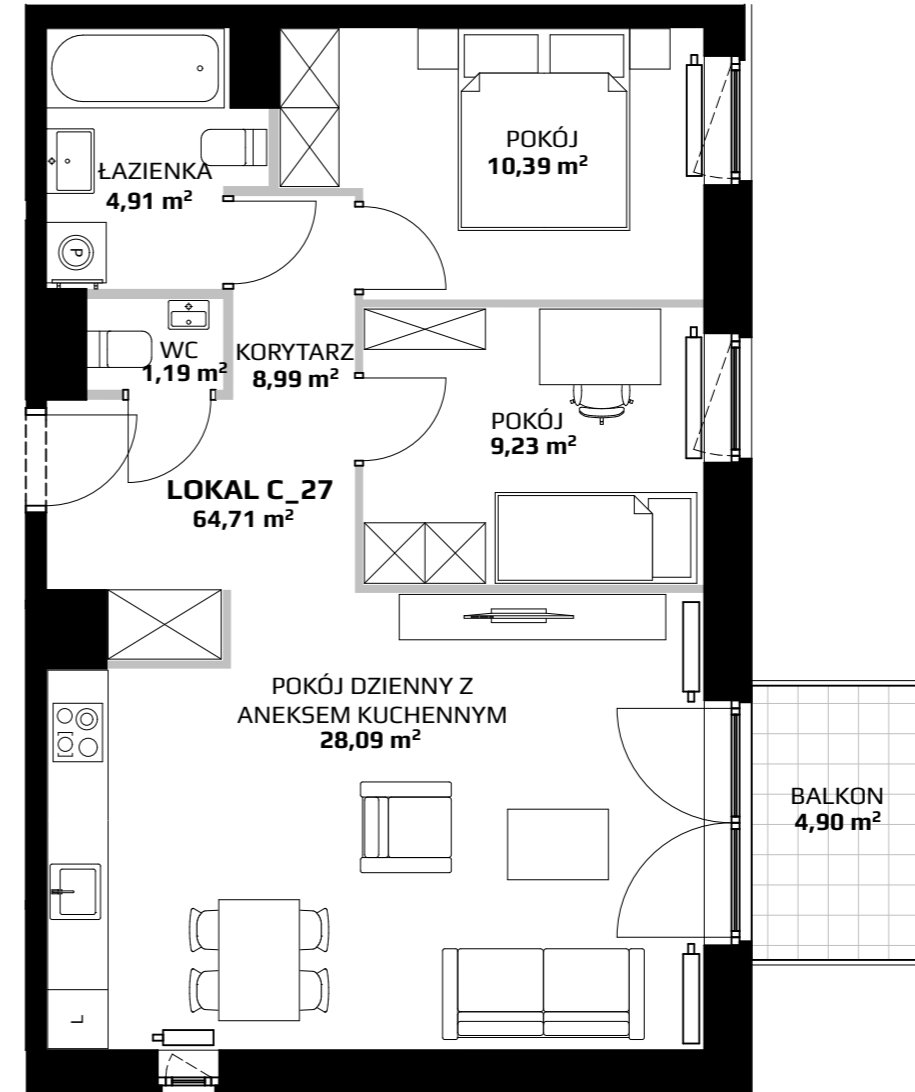 POKÓJ
10,39 m²
ŁAZIENKA
4,91 m²
P
WC
1,19 m²
KORYTARZ
8,99 m²
POKÓJ
9,23 m²
LOKAL C_27
64,71 m²
POKÓJ DZIENNY Z
ANEKSEM KUCHENNYM
28,09 m²
BALKON
4,90 m²
L